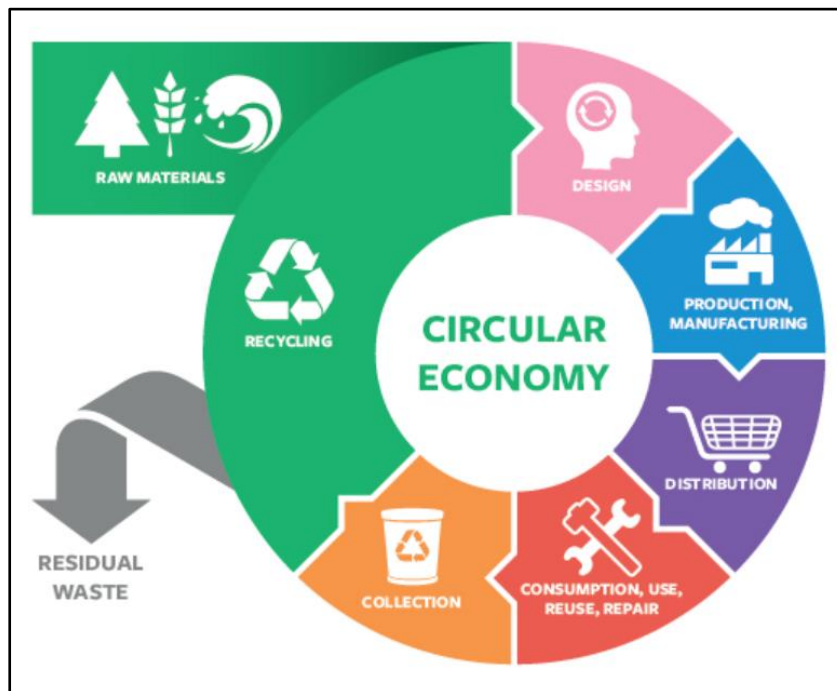 RAW MATERIALS
DESIGN
PRODUCTION,
MANUFACTURING
RECYCLING
CIRCULAR
ECONOMY
DISTRIBUTION
RESIDUAL
WASTE
COLLECTION
CONSUMPTION, USE,
REUSE, REPAIR